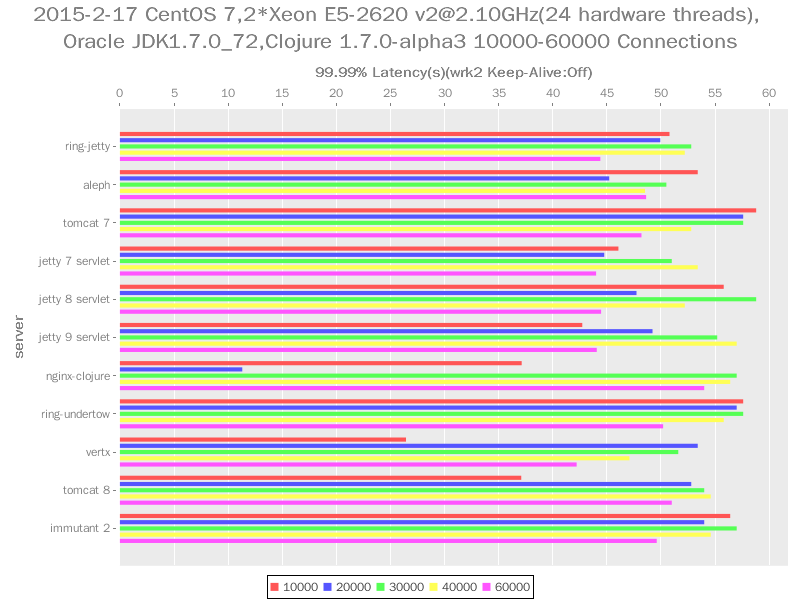 2015-2-17 CentOS 7,2*Xeon E5-2620 v2@2.10GHz(24 hardware threads),
Oracle JDK1.7.0_72,Clojure 1.7.0-alpha3 10000-60000 Connections
99.99% Latency(s)(wrk2 Keep-Alive:Off)
0 5 10 15 20 25 30 35 40 45 50 55 60
server
ring-jetty
aleph
tomcat 7
jetty 7 servlet
jetty 8 servlet
jetty 9 servlet
nginx-clojure
ring-undertow
vertx
tomcat 8
immutant 2
10000 20000 30000 40000 60000